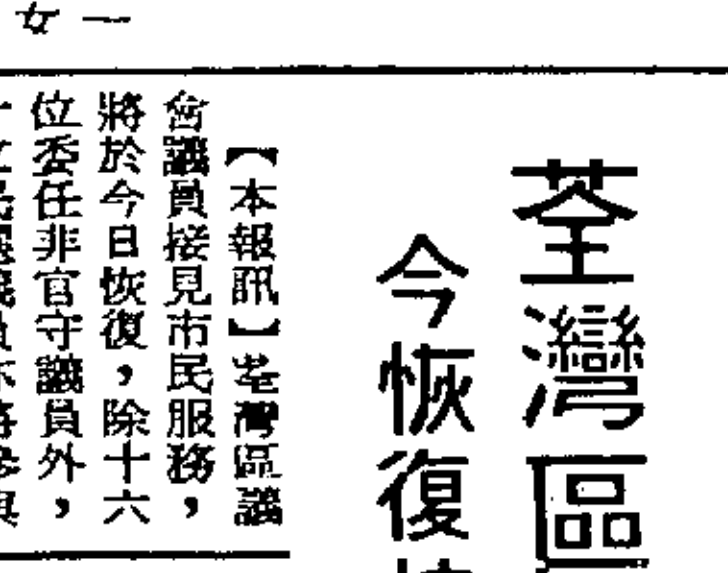 一
女
荃灣區
今恢復
【本報訊】荃灣區議
會議員接見市民服務，
將於今日恢復，除十六
位委任非官守議員外，